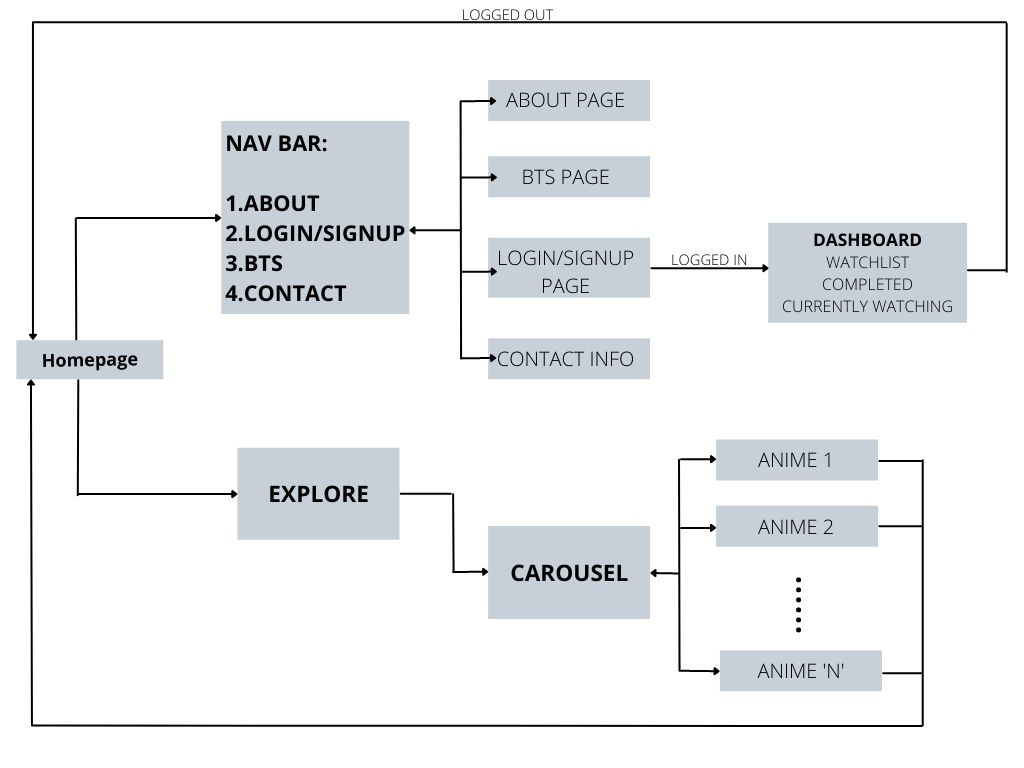 LOGGED OUT
ABOUT PAGE
NAV BAR:
1.ABOUT
2.LOGIN/SIGNUP
3.BTS
4.CONTACT
BTS PAGE
LOGIN/SIGNUP
PAGE
LOGGED IN
DASHBOARD
WATCHLIST
COMPLETED
CURRENTLY WATCHING
CONTACT INFO
Homepage
EXPLORE
CAROUSEL
ANIME 1
ANIME 2
ANIME 'N'